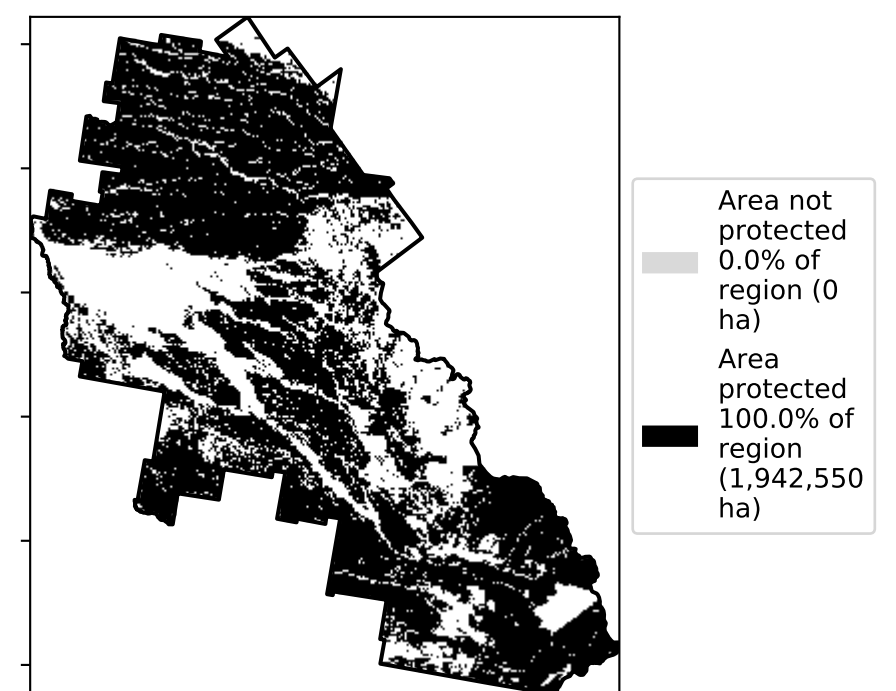 Area not
protected
0.0% of
region (0
ha)
Area
protected
100.0% of
region
(1,942,550
ha)